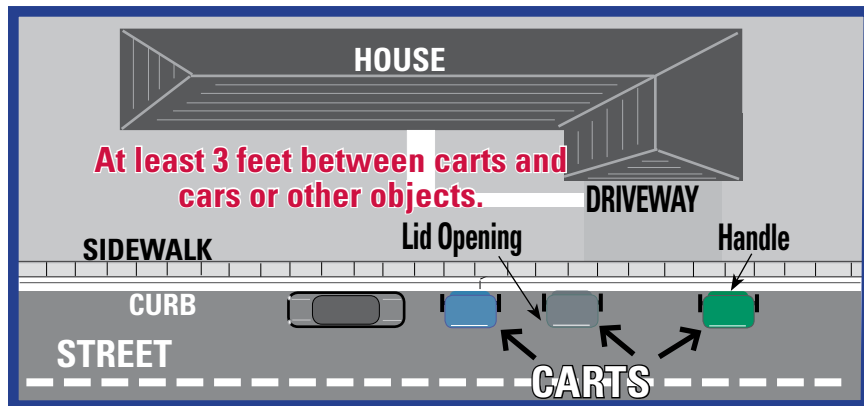 HOUSE
At least 3 feet between carts and
cars or other objects.
DRIVEWAY
SIDEWALK
Lid Opening
Handle
CURB
STREET
CARTS